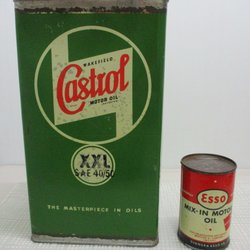 WAKEFIELD
Castrol
MOTOR OIL
XXL
SAE 40/50
THE MASTERPIECE IN OILS
ESSO
MIX-IN MOTOR
OIL